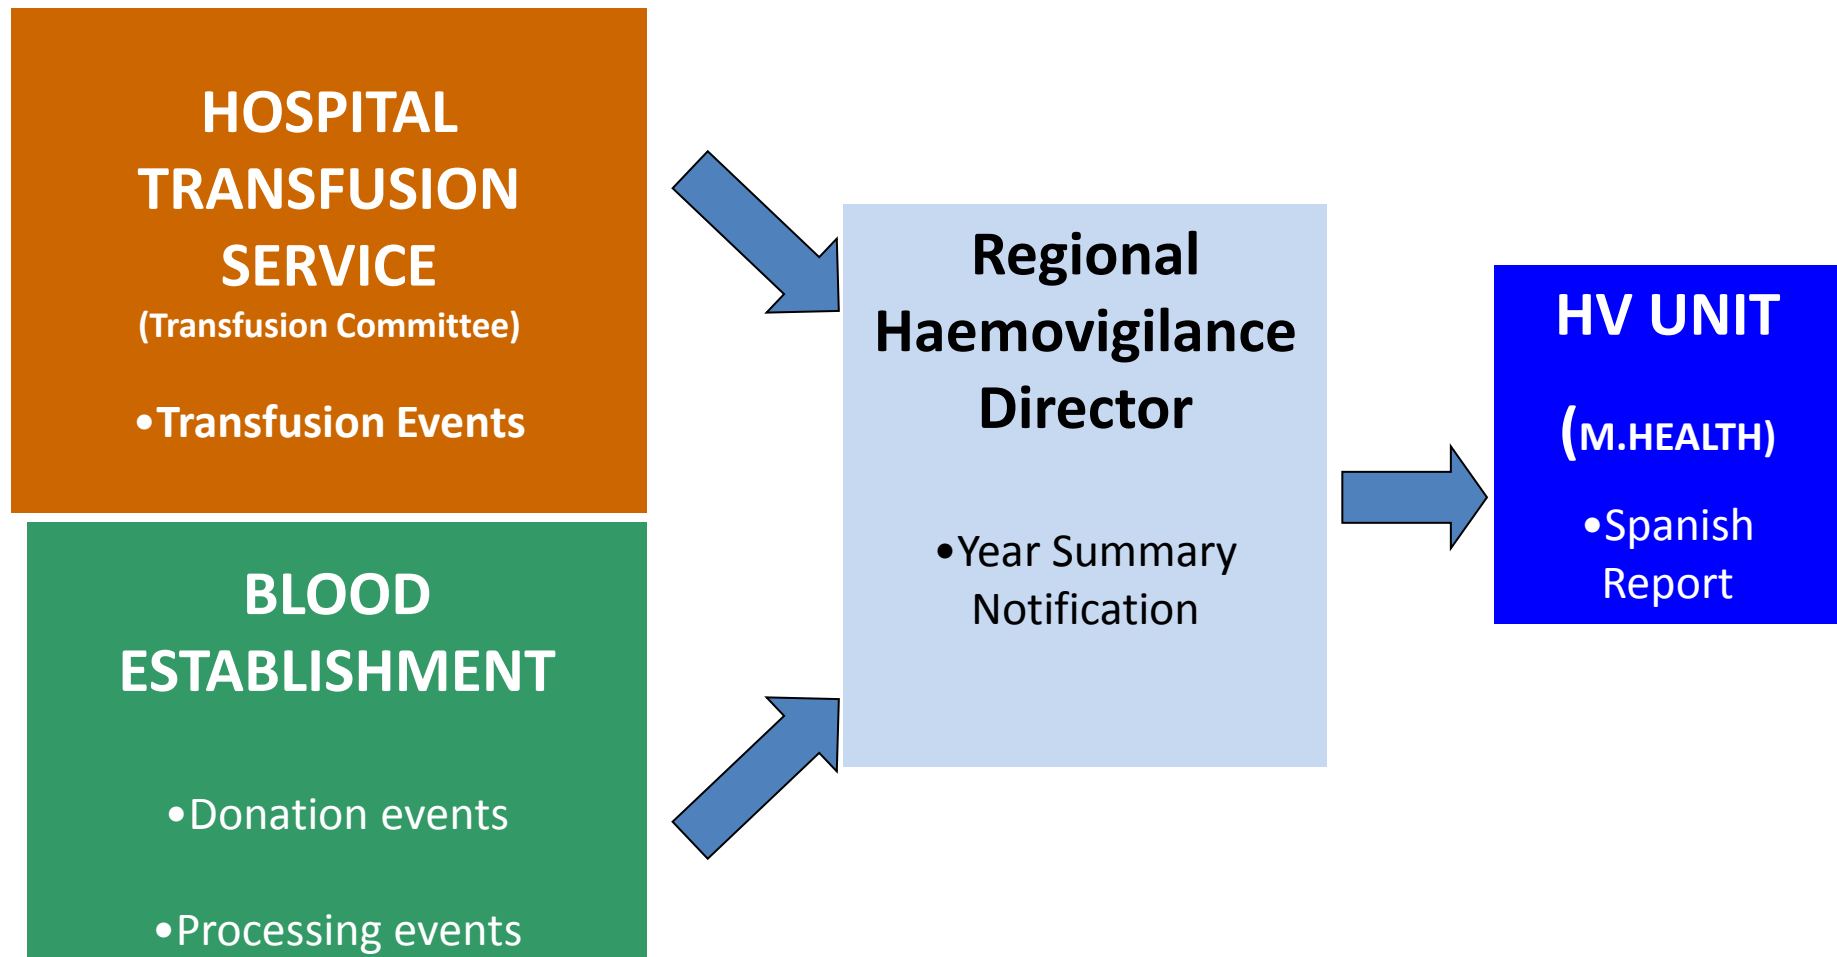 HOSPITAL
TRANSFUSION
SERVICE
(Transfusion Committee)
•Transfusion Events
BLOOD
ESTABLISHMENT
•Donation events
•Processing events
Regional
Haemovigilance
Director
•Year Summary
Notification
HV UNIT
(M.HEALTH)
•Spanish
Report